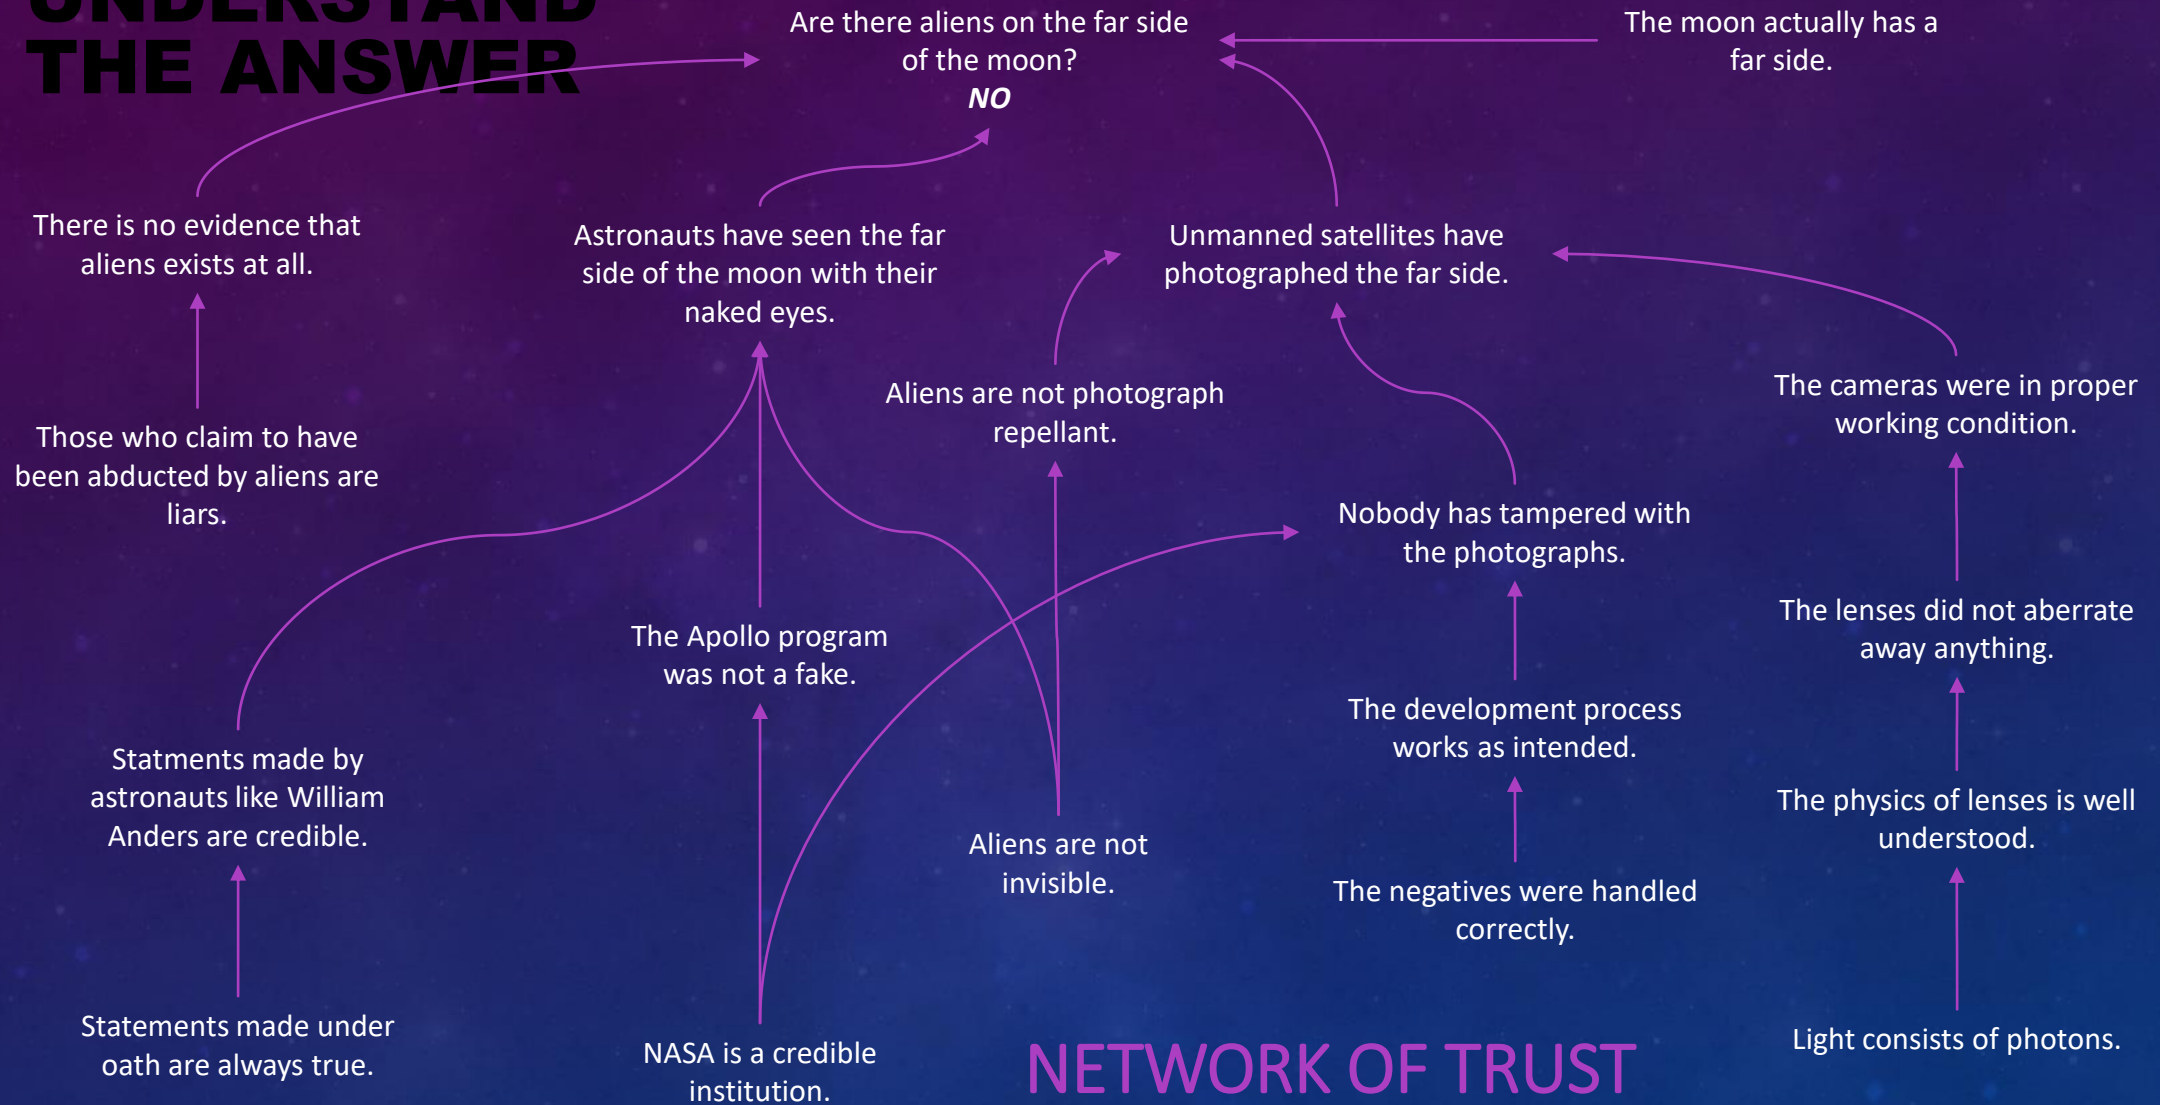 UNDERSTAND
THE ANSWER
Are there aliens on the far side
of the moon?
NO
The moon actually has a
far side.
There is no evidence that
aliens exists at all.
Astronauts have seen the far
side of the moon with their
naked eyes.
Unmanned satellites have
photographed the far side.
Those who claim to have
been abducted by aliens are
liars.
Aliens are not photograph
repellant.
The cameras were in proper
working condition.
Nobody has tampered with
the photographs.
The lenses did not aberrate
away anything.
The Apollo program
was not a fake.
The development process
works as intended.
Statments made by
astronauts like William
Anders are credible.
Aliens are not
invisible.
The physics of lenses is well
understood.
The negatives were handled
correctly.
Statements made under
oath are always true.
NASA is a credible
institution.
NETWORK OF TRUST
Light consists of photons.